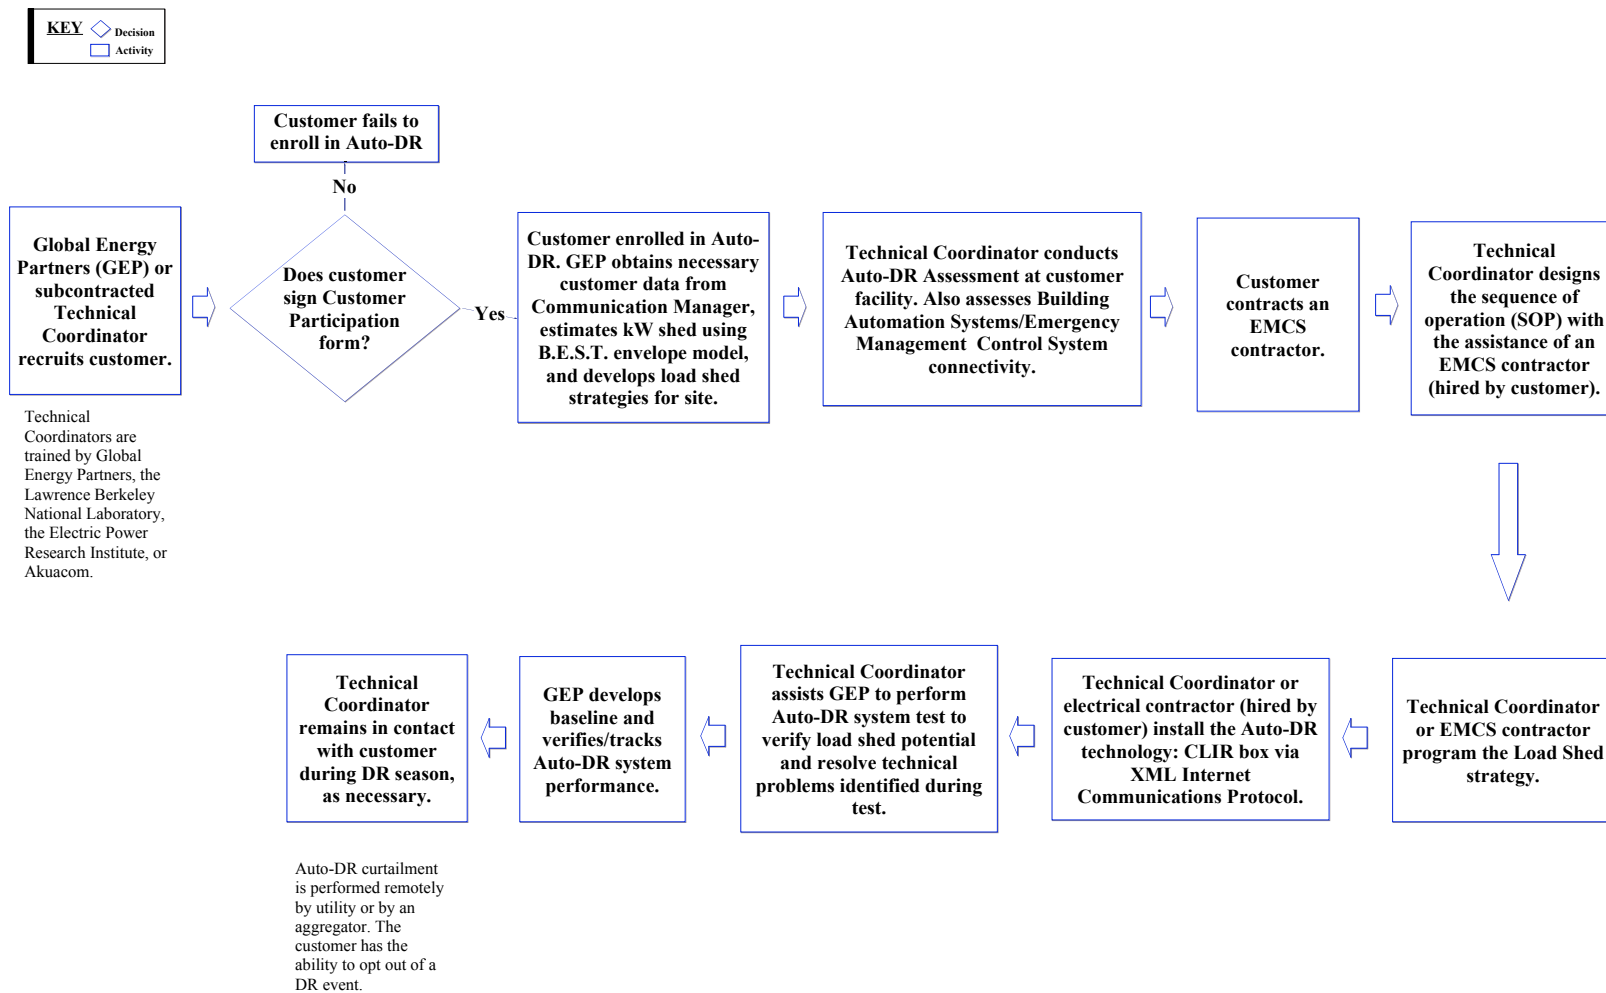 KEY
Decision
Activity
Customer fails to
enroll in Auto-DR
No
Global Energy
Partners (GEP) or
subcontracted
Technical
Coordinator
recruits customer.
Technical
Coordinators are
trained by Global
Energy Partners, the
Lawrence Berkeley
National Laboratory,
the Electric Power
Research Institute, or
Akuacom.
Does customer
sign Customer
Participation
form?
Yes
Customer enrolled in Auto-
DR. GEP obtains necessary
customer data from
Communication Manager,
estimates kW shed using
B.E.S.T. envelope model,
and develops load shed
strategies for site.
Technical Coordinator conducts
Auto-DR Assessment at customer
facility. Also assesses Building
Automation Systems/Emergency
Management Control System
connectivity.
Customer
contracts an
EMCS
contractor.
Technical
Coordinator designs
the sequence of
operation (SOP) with
the assistance of an
EMCS contractor
(hired by customer).
Technical Coordinator
or EMCS contractor
program the Load Shed
strategy.
Technical Coordinator or
electrical contractor (hired by
customer) install the Auto-DR
technology: CLIR box via
XML Internet
Communications Protocol.
Technical Coordinator
assists GEP to perform
Auto-DR system test to
verify load shed potential
and resolve technical
problems identified during
test.
GEP develops
baseline and
verifies/tracks
Auto-DR system
performance.
Technical
Coordinator
remains in contact
with customer
during DR season,
as necessary.
Auto-DR curtailment
is performed remotely
by utility or by an
aggregator. The
customer has the
ability to opt out of a
DR event.